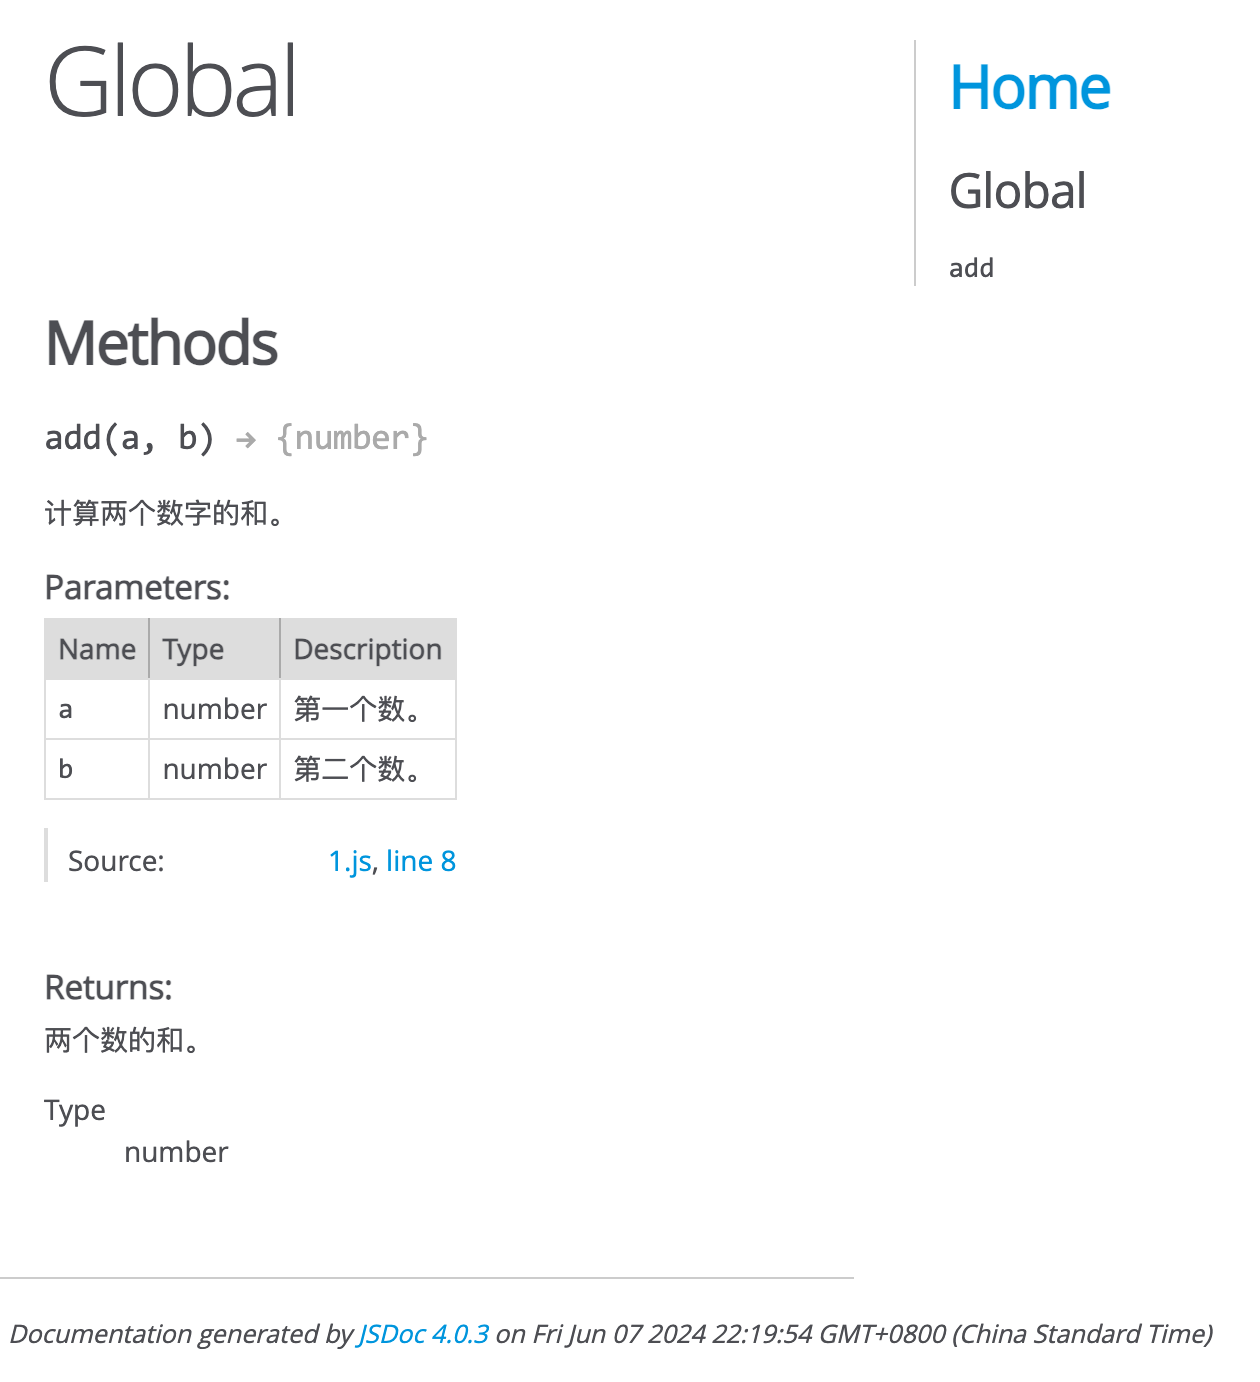 Global
Home
Global
add
Methods
add(a, b) → {number}
计算两个数字的和。
Parameters:
Name Type Description
a number 第一个数。
b number 第二个数。
Source: 1.js, line 8
Returns:
两个数的和。
Type
number
Documentation generated by JSDoc 4.0.3 on Fri Jun 07 2024 22:19:54 GMT+0800 (China Standard Time)